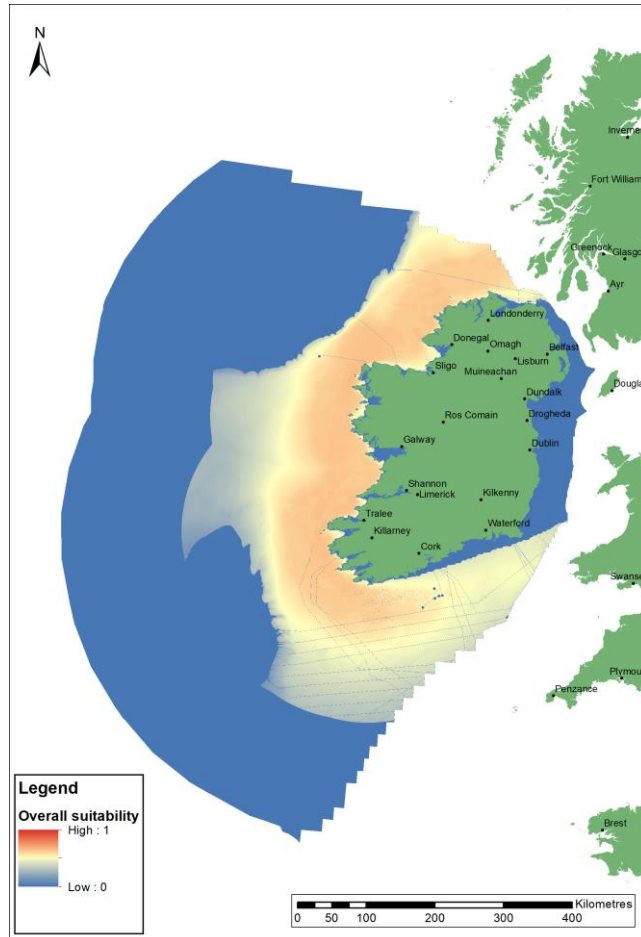 N
Inverne
Fort William
Greenock
Glasgo
Ayr
Londonderry
Donegal
Omagh
Belfast
Lisburn
Sligo
Muineachan
Dougla
Dundalk
Ros Comain
Drogheda
Galway
Dublin
Shannon
Limerick
Kilkenny
Tralee
Waterford
Killarney
Cork
Swanse
Plymou
Penzance
Legend
Overall suitability
High : 1
Low : 0
Brest
Kilometres
0 50 100 200 300 400